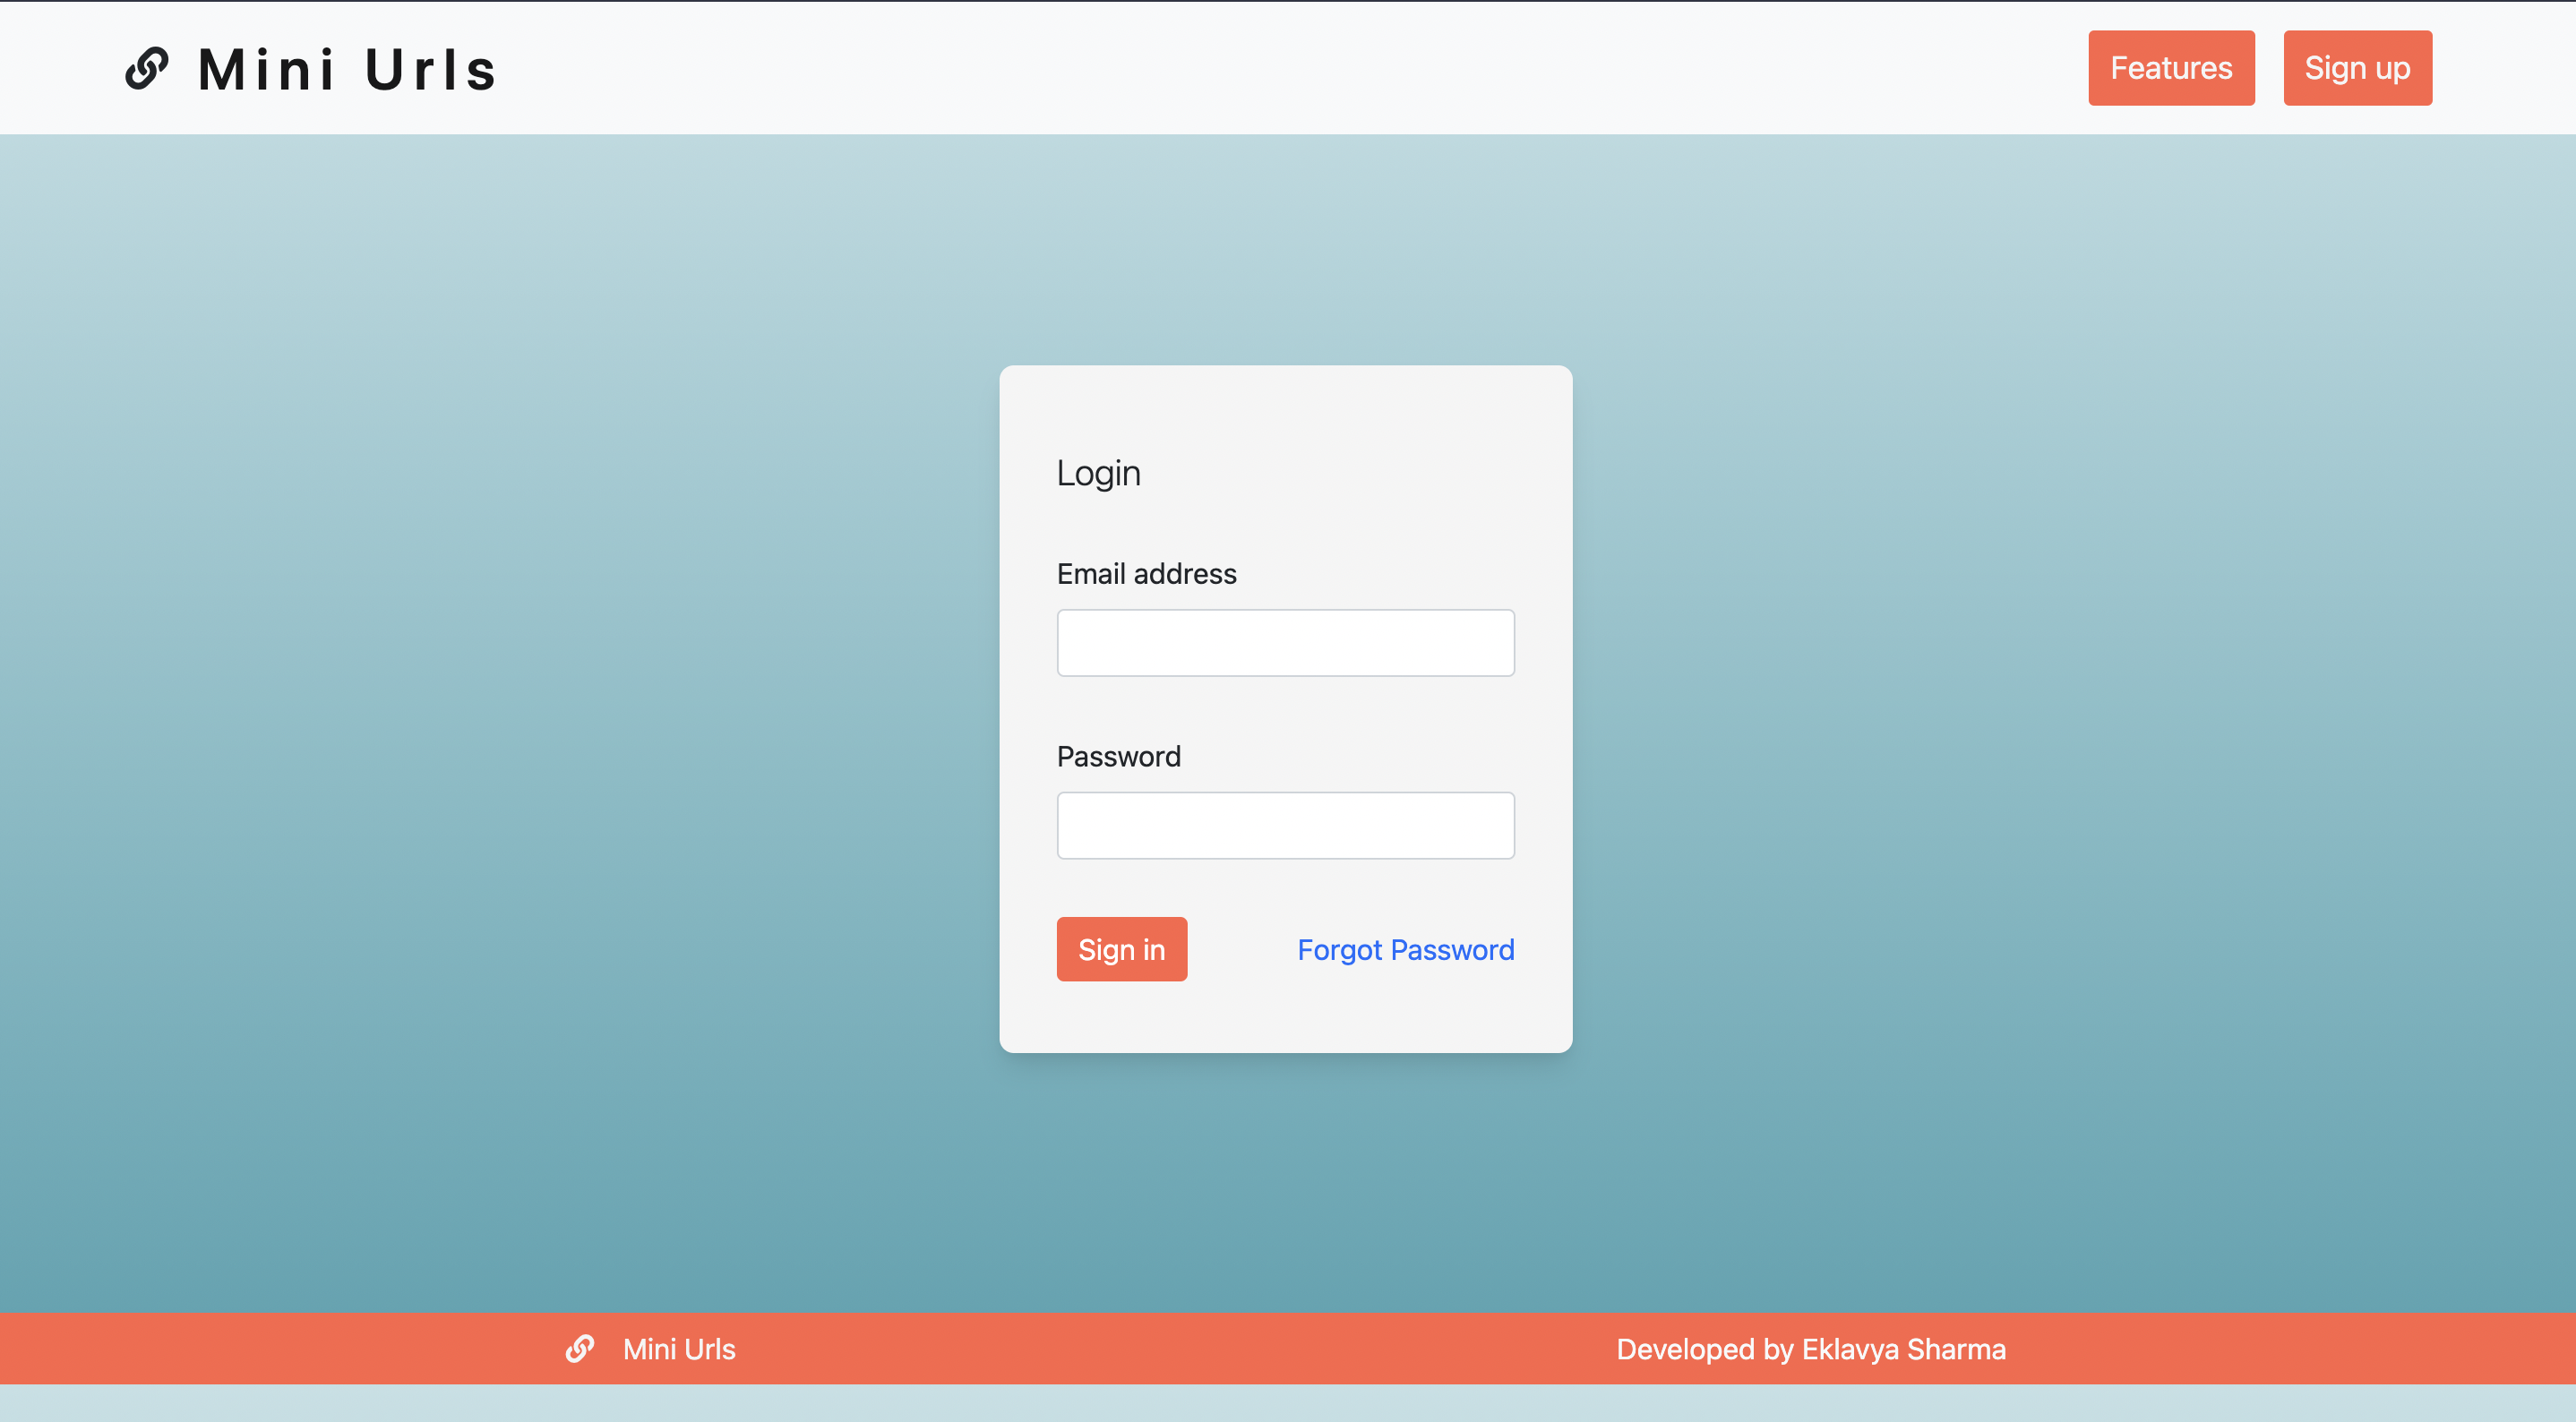 Mini Urls
Features
Sign up
Login
Email address
Password
Sign in
Forgot Password
Mini Urls
Developed by Eklavya Sharma